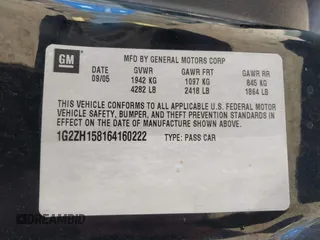 GM
MFD BY GENERAL MOTORS CORP
DATE GVWR GAWR FRT GAWR RR
09/05 1942 KG 1097 KG 845 KG
4282 LB 2418 LB 1864 LB
THIS VEHICLE CONFORMS TO ALL APPLICABLE U.S. FEDERAL MOTOR
VEHICLE SAFETY, BUMPER, AND THEFT PREVENTION STANDARDS IN
EFFECT ON THE DATE OF MANUFACTURE SHOWN ABOVE.
1G2ZH158164160222 TYPE: PASS CAR
DREAMBID